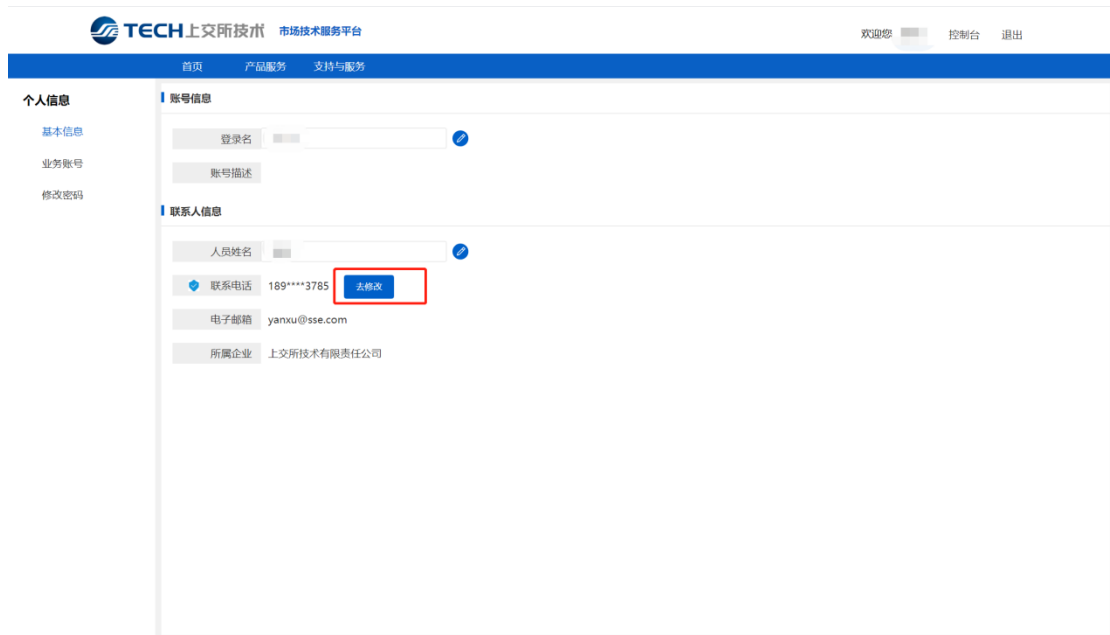 TECH上交所技术 市场技术服务平台 欢迎您 控制台 退出
首页 产品服务 支持与服务
个人信息
基本信息
业务账号
修改密码
账号信息
登录名
账号描述
联系人信息
人员姓名
联系电话 189****3785 去修改
电子邮箱 yanxu@sse.com
所属企业 上交所技术有限责任公司